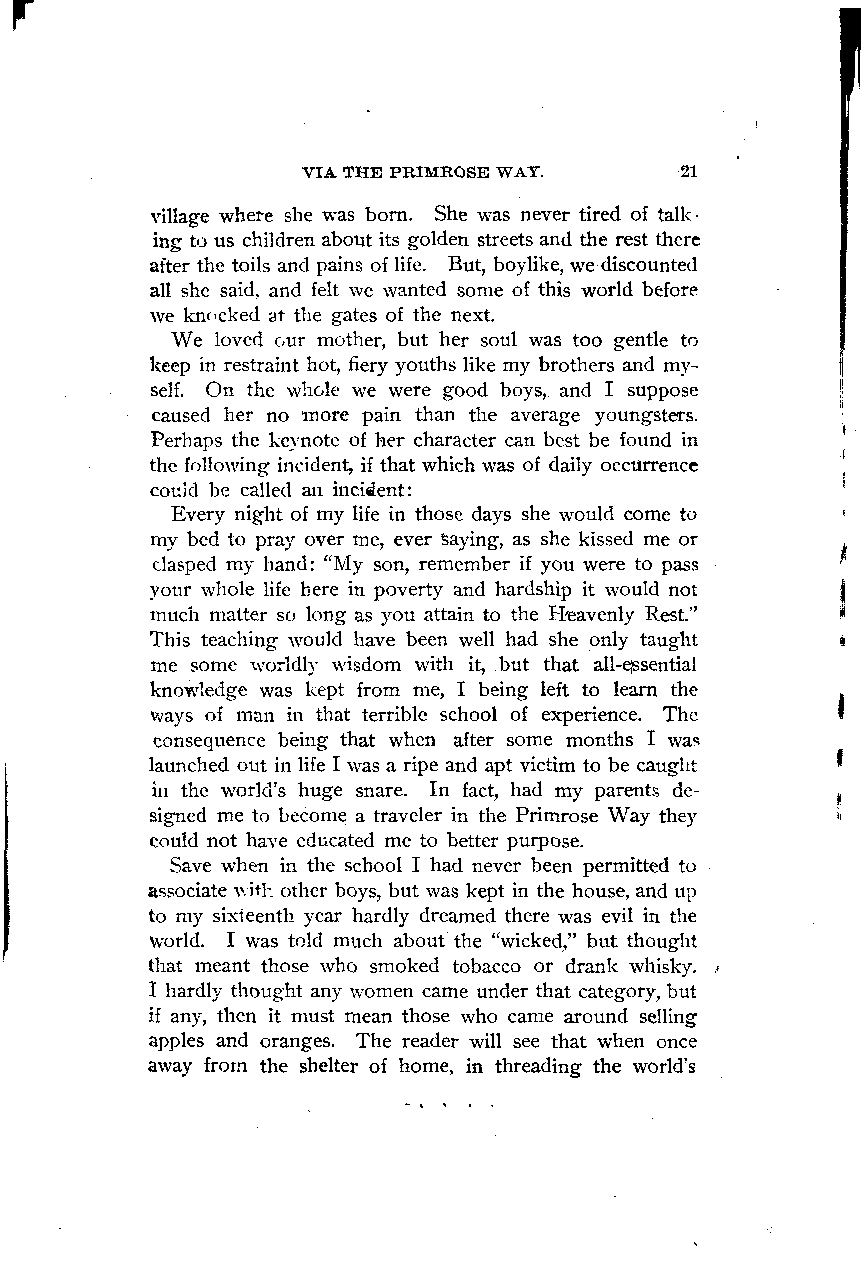 VIA THE PRIMROSE WAY. 21
village where she was born. She was never tired of talk-
ing to us children about its golden streets and the rest there
after the toils and pains of life. But, boylike, we discounted
all she said, and felt we wanted some of this world before
we knocked at the gates of the next.
We loved our mother, but her soul was too gentle to
keep in restraint hot, fiery youths like my brothers and my-
self. On the whole we were good boys, and I suppose
caused her no more pain than the average youngsters.
Perhaps the keynote of her character can best be found in
the following incident, if that which was of daily occurrence
could be called an incident:
Every night of my life in those days she would come to
my bed to pray over me, ever saying, as she kissed me or
clasped my hand: “My son, remember if you were to pass
your whole life here in poverty and hardship it would not
much matter so long as you attain to the Heavenly Rest.”
This teaching would have been well had she only taught
me some worldly wisdom with it, but that all-essential
knowledge was kept from me, I being left to learn the
ways of man in that terrible school of experience. The
consequence being that when after some months I was
launched out in life I was a ripe and apt victim to be caught
in the world's huge snare. In fact, had my parents de-
signed me to become a traveler in the Primrose Way they
could not have educated me to better purpose.
Save when in the school I had never been permitted to
associate with other boys, but was kept in the house, and up
to my sixteenth year hardly dreamed there was evil in the
world. I was told much about the “wicked,” but thought
that meant those who smoked tobacco or drank whisky.
I hardly thought any women came under that category, but
if any, then it must mean those who came around selling
apples and oranges. The reader will see that when once
away from the shelter of home, in threading the world's